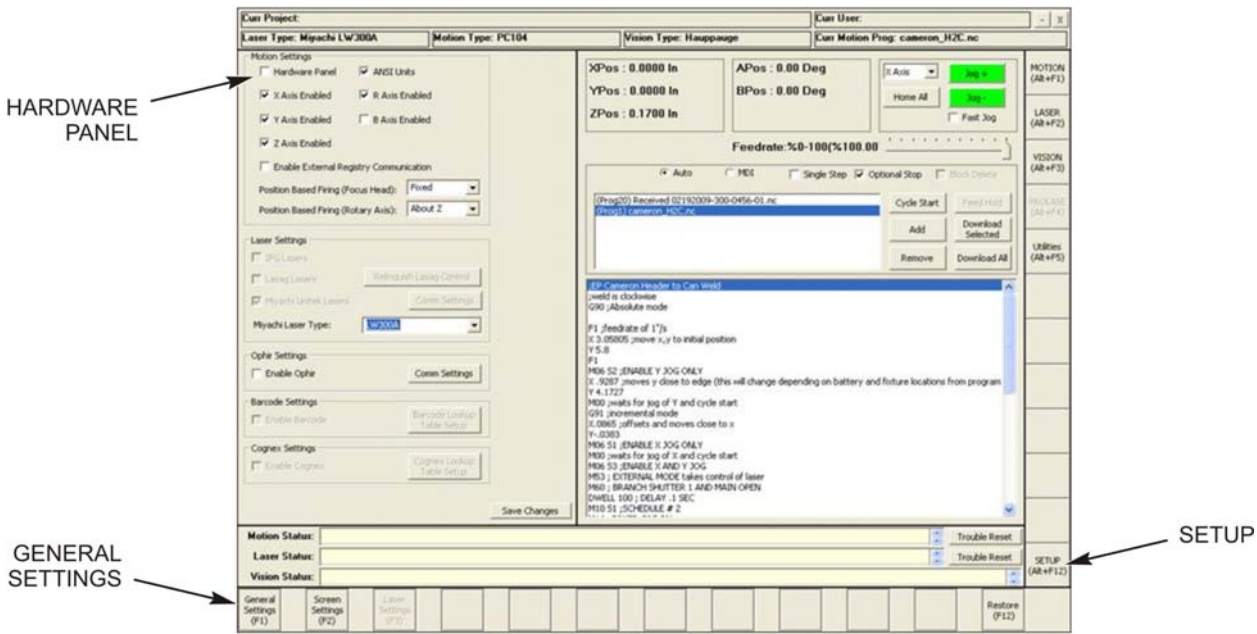 HARDWARE
PANEL
GENERAL
SETTINGS
SETUP
Curr Project:
Curr User:
- X
Laser Type: Miyachi LW300A
Motion Type: PC104
Vision Type: Hauppauge
Curr Motion Prog: cameron_H2C.nc
Motion Settings
Hardware Panel
ANSI Units
X Axis Enabled
R Axis Enabled
Y Axis Enabled
B Axis Enabled
Z Axis Enabled
Enable External Registry Communication
Position Based Firing (Focus Head): Fixed
Position Based Firing (Rotary Axis): About Z
Laser Settings
IPG Lasers
Lasag Lasers
Relinquish Lasag Control
Miyachi Unitek Lasers
Comm Settings
Miyachi Laser Type: LW300A
Ophir Settings
Enable Ophir
Comm Settings
Barcode Settings
Enable Barcode
Barcode Lookup
Table Setup
Cognex Settings
Enable Cognex
Cognex Lookup
Table Setup
Save Changes
XPos : 0.0000 In
YPos : 0.0000 In
ZPos : 0.1700 In
APos : 0.00 Deg
BPos : 0.00 Deg
X Axis
Jog +
Home All
Jog -
Fast Jog
Feedrate:%0-100(%100.00
Auto
MDI
Single Step
Optional Stop
Block Delete
(Prog20) Received 02192009-300-0456-01.nc
(Prog1) cameron_H2C.nc
Cycle Start
Feed Hold
Add
Download
Selected
Remove
Download All
;EP Cameron Header to Can Weld
;weld is clockwise
G90 ;Absolute mode
F1 ;feedrate of 1"/s
X 3.05805 ;move x,y to initial position
Y 5.8
F1
M06 S2 ;ENABLE Y JOG ONLY
X .9287 ;moves y close to edge (this will change depending on battery and fixture locations from program
Y 4.1727
M00 ;waits for jog of Y and cycle start
G91 ;incremental mode
X.0865 ;offsets and moves close to x
Y-.0383
M06 S1 ;ENABLE X JOG ONLY
M00 ;waits for jog of X and cycle start
M06 S3 ;ENABLE X AND Y JOG
M53 ; EXTERNAL MODE takes control of laser
M60 ; BRANCH SHUTTER 1 AND MAIN OPEN
DWELL 100 ; DELAY .1 SEC
M10 S1 ;SCHEDULE # 2
MOTION
(Alt+F1)
LASER
(Alt+F2)
VISION
(Alt+F3)
PROLASE
(Alt+F4)
Utilities
(Alt+F5)
SETUP
(Alt+F12)
Motion Status:
Trouble Reset
Laser Status:
Trouble Reset
Vision Status:
General
Settings
(F1)
Screen
Settings
(F2)
Laser
Settings
(F3)
Restore
(F12)